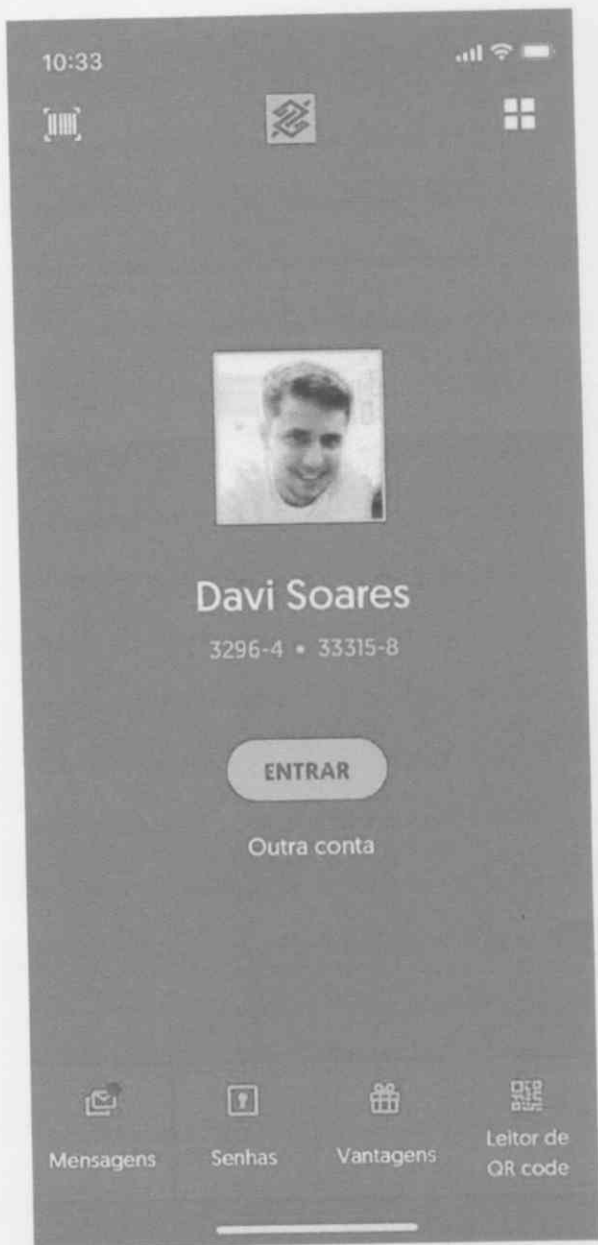 10:33
Davi Soares
3296-4 • 33315-8
ENTRAR
Outra conta
Mensagens
Senhas
Vantagens
Leitor de
QR code